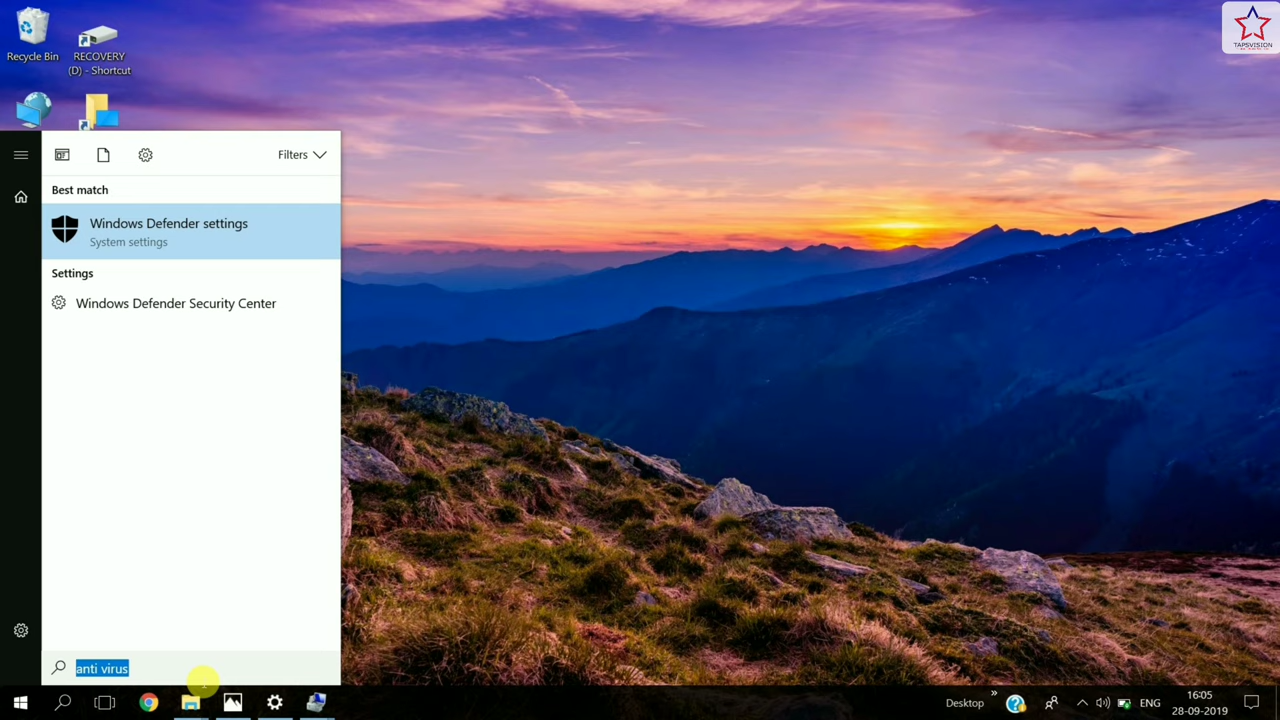 Recycle Bin
RECOVERY
(D) - Shortcut
TAPSVISION
Filters
Best match
Windows Defender settings
System settings
Settings
Windows Defender Security Center
anti virus
Desktop
»
ENG
16:05
28-09-2019